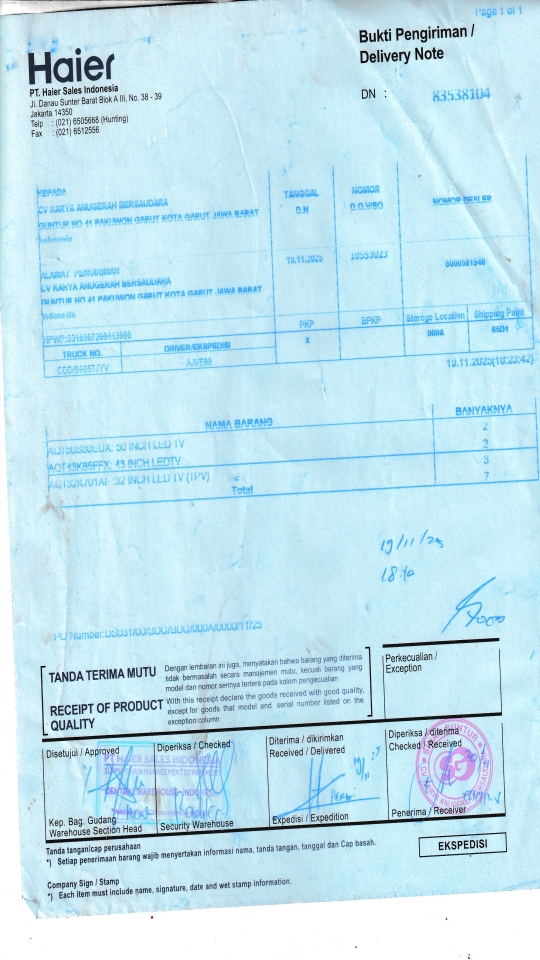 Page 1 of 1
Haier
Bukti Pengiriman /
Delivery Note
PT. Haier Sales Indonesia
Jl. Danau Sunter Barat Blok A III, No. 38 - 39
Jakarta 14350
Telp : (021) 6505668 (Hunting)
Fax : (021) 6512556
DN : 83538104
KEPADA
CV KARYA ANUGERAH BERSAUDARA
GUNTUR NO 41 PAKUWON GARUT KOTA GARUT JAWA BARAT
Indonesia
TANGGAL
D.N
NOMOR
NOMOR DEALER
19.11.2025
10553023
ALAMAT
CV KARYA ANUGERAH BERSAUDARA
GUNTUR NO 41 PAKUWON GARUT KOTA GARUT JAWA BARAT
Indonesia
PKP
BPKP
Storage Location
Shipping Point
TRUCK NO.
DRIVER/EKSPEDISI
X
000A
65D1
19.11.2025(18:23:42)
NAMA BARANG
BANYAKNYA
50 INCH LED TV
2
43 INCH LEDTV
2
32 INCH LED TV (TPV)
3
Total
7
19/11/25
PO Number:
TANDA TERIMA MUTU
Dengan lembaran ini juga, menyatakan bahwa barang yang diterima
tidak bermasalah secara manajemen mutu, kecuali barang yang
model dan nomor serinya tertera pada kolom pengecualian
RECEIPT OF PRODUCT
QUALITY
With this receipt declare the goods received with good quality,
except for goods that model and serial number listed on the
exception column
Perkecualian /
Exception
Disetujui / Approved
Diperiksa / Checked
Diterima / dikirimkan
Received / Delivered
Diperiksa / diterima
Checked / Received
PT HAIER SALES INDONESIA
Kep. Bag. Gudang
Warehouse Section Head
Security Warehouse
Expedisi / Expedition
Penerima / Receiver
Tanda tangan/cap perusahaan
*) Setiap penerimaan barang wajib menyertakan informasi nama, tanda tangan, tanggal dan Cap basah.
EKSPEDISI
Company Sign / Stamp
*) Each item must include name, signature, date and wet stamp information.